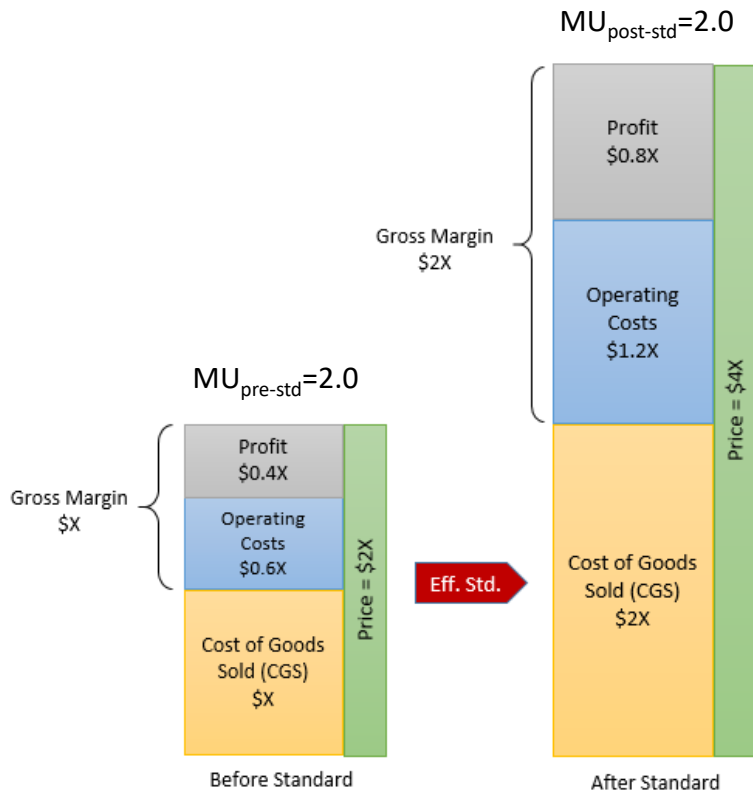 MUpost-std=2.0
Profit
$0.8X
Gross Margin
$2X
Operating
Costs
$1.2X
Price = $4X
Cost of Goods
Sold (CGS)
$2X
After Standard
MUpre-std=2.0
Profit
$0.4X
Gross Margin
$X
Operating
Costs
$0.6X
Price = $2X
Cost of Goods
Sold (CGS)
$X
Before Standard
Eff. Std.